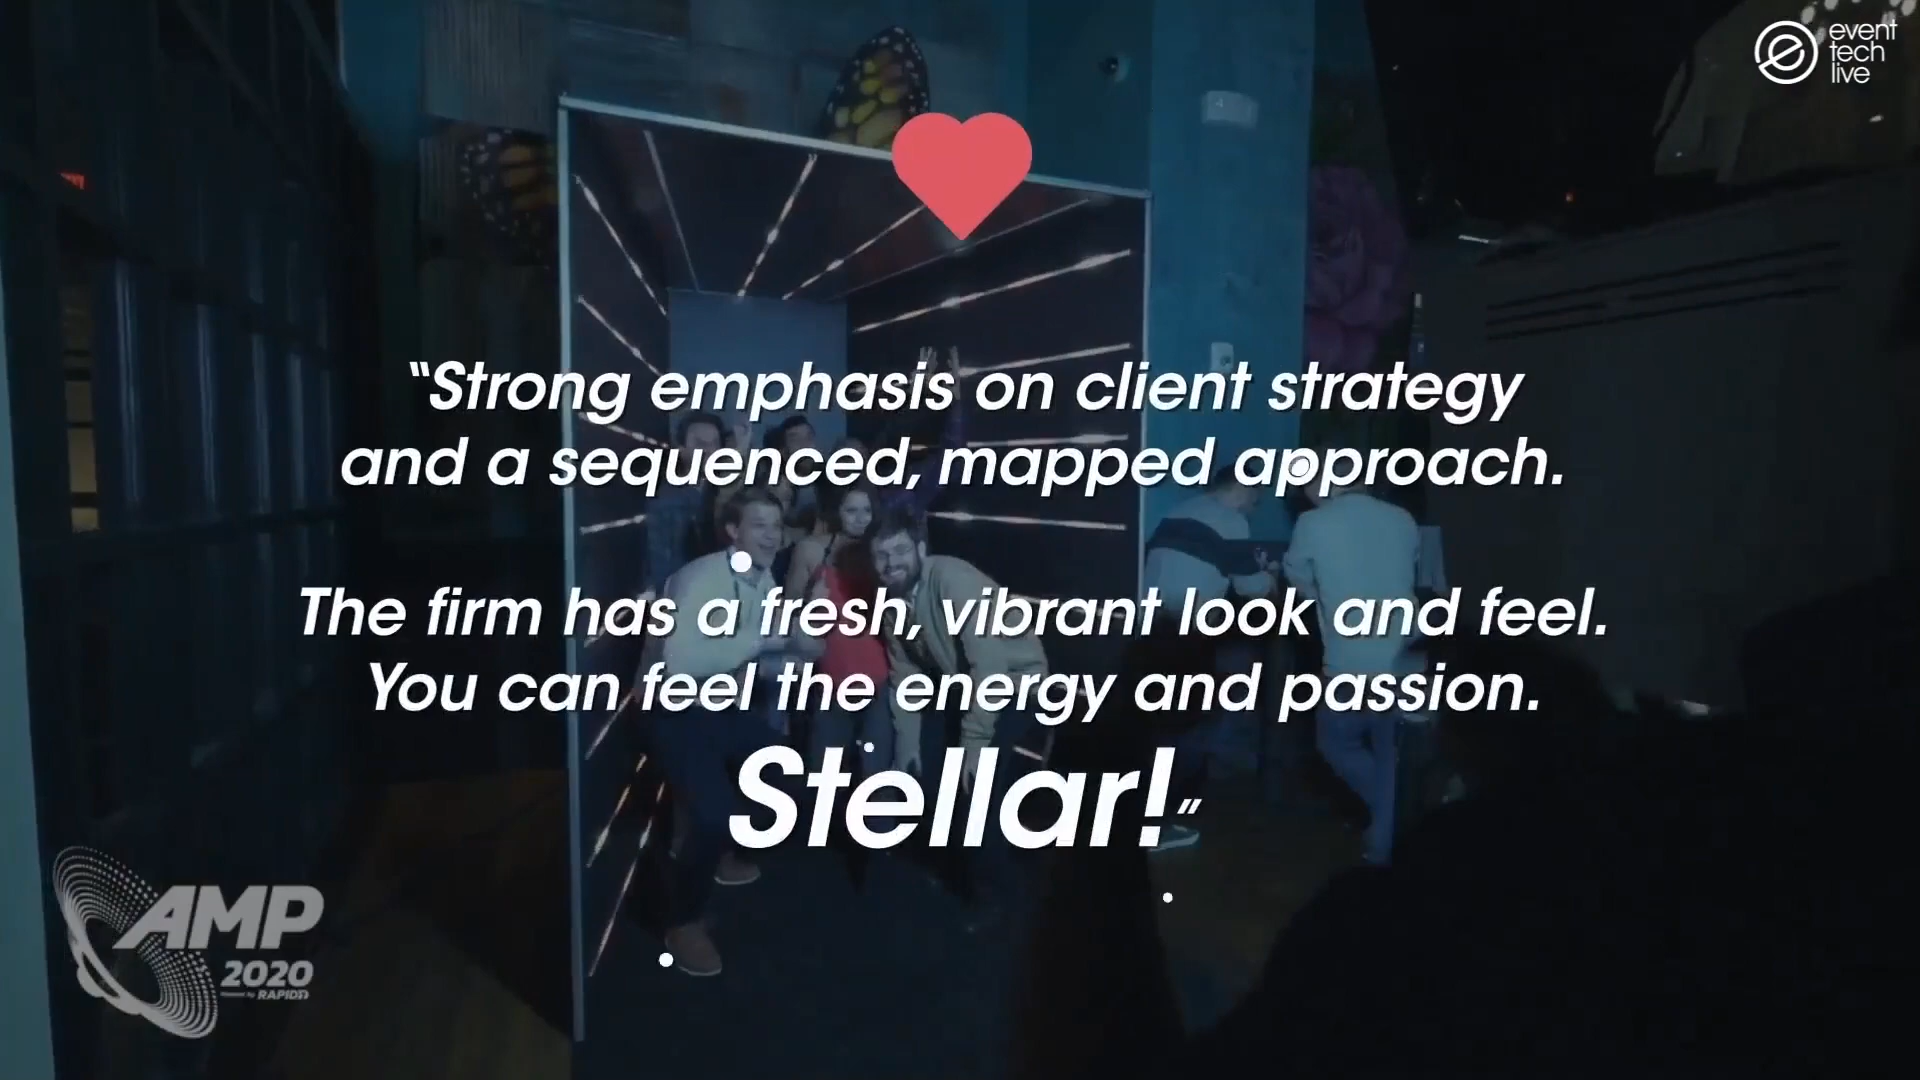 event
tech
live
“Strong emphasis on client strategy
and a sequenced, mapped approach.
The firm has a fresh, vibrant look and feel.
You can feel the energy and passion.
Stellar!”
AMP
2020
RAPID